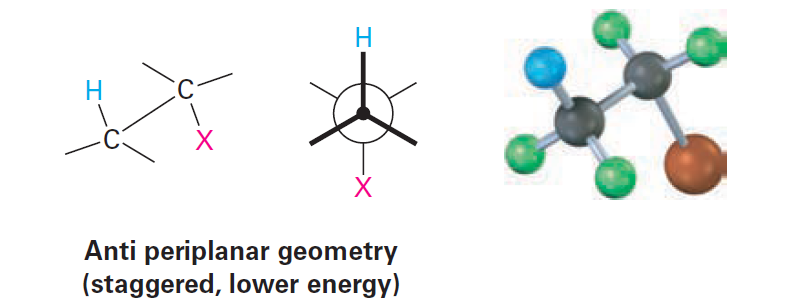 H
C
C
X
H
X
Anti periplanar geometry
(staggered, lower energy)